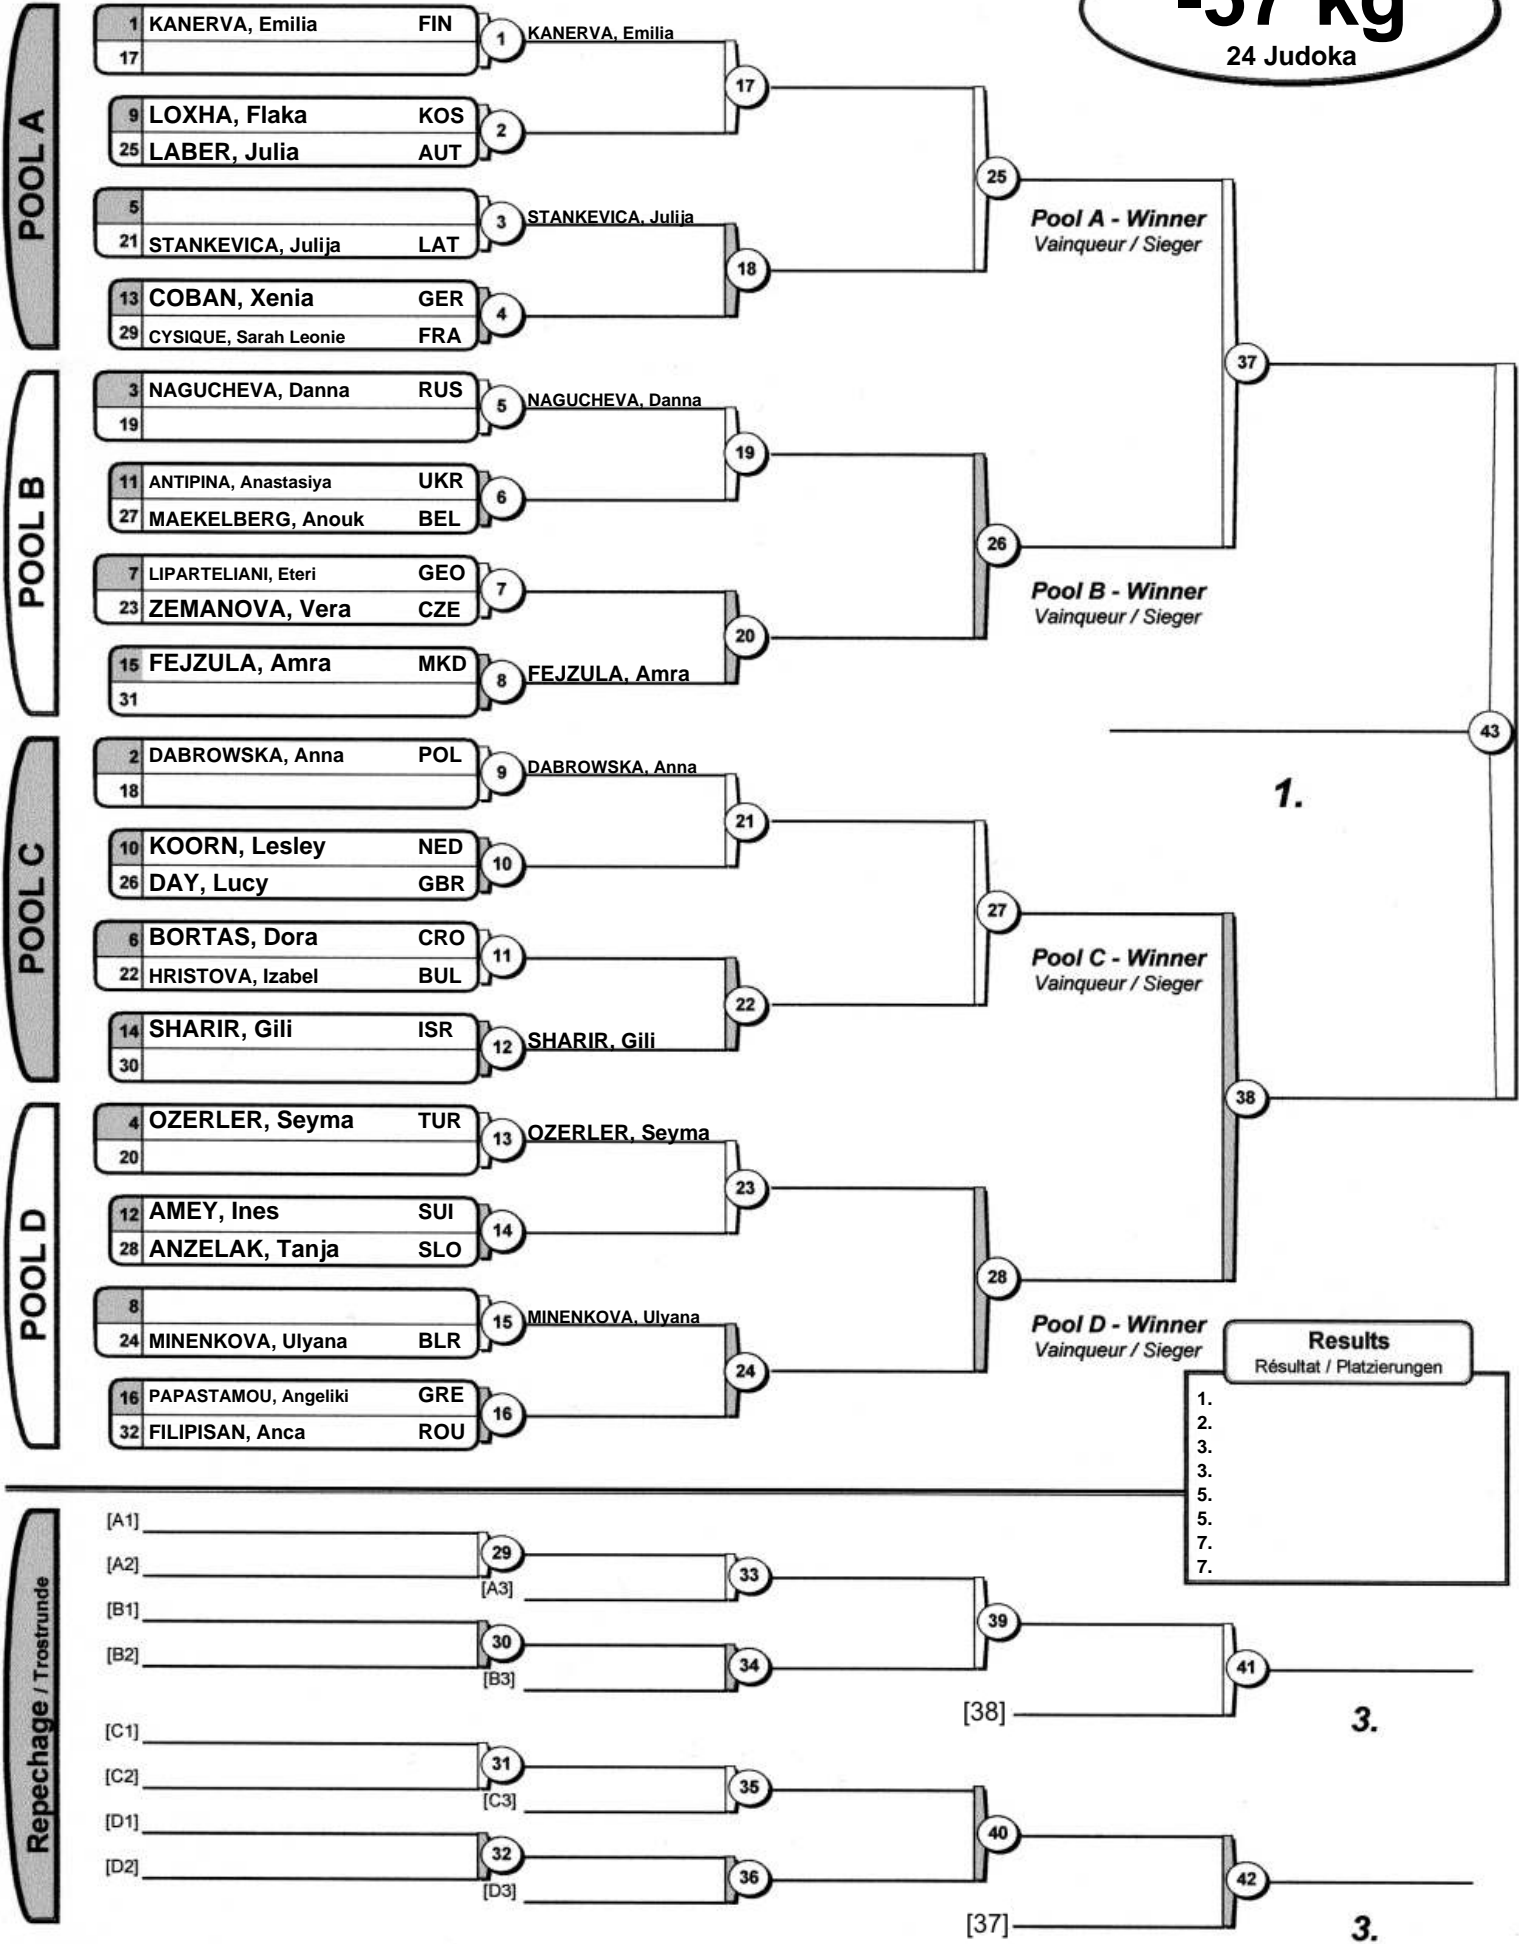 -57 kg
24 Judoka
POOL A
1 KANERVA, Emilia FIN
17
1 KANERVA, Emilia
9 LOXHA, Flaka KOS
25 LABER, Julia AUT
2
17
5
21 STANKEVICA, Julija LAT
3 STANKEVICA, Julija
13 COBAN, Xenia GER
29 CYSIQUE, Sarah Leonie FRA
4
18
25
Pool A - Winner
Vainqueur / Sieger
POOL B
3 NAGUCHEVA, Danna RUS
19
5 NAGUCHEVA, Danna
11 ANTIPINA, Anastasiya UKR
27 MAEKELBERG, Anouk BEL
6
19
7 LIPARTELIANI, Eteri GEO
23 ZEMANOVA, Vera CZE
7
15 FEJZULA, Amra MKD
31
8 FEJZULA, Amra
20
26
Pool B - Winner
Vainqueur / Sieger
37
43
1.
POOL C
2 DABROWSKA, Anna POL
18
9 DABROWSKA, Anna
10 KOORN, Lesley NED
26 DAY, Lucy GBR
10
21
6 BORTAS, Dora CRO
22 HRISTOVA, Izabel BUL
11
14 SHARIR, Gili ISR
30
12 SHARIR, Gili
22
27
Pool C - Winner
Vainqueur / Sieger
POOL D
4 OZERLER, Seyma TUR
20
13 OZERLER, Seyma
12 AMEY, Ines SUI
28 ANZELAK, Tanja SLO
14
23
8
24 MINENKOVA, Ulyana BLR
15 MINENKOVA, Ulyana
16 PAPASTAMOU, Angeliki GRE
32 FILIPISAN, Anca ROU
16
24
28
Pool D - Winner
Vainqueur / Sieger
38
Results
Résultat / Platzierungen
1.
2.
3.
3.
5.
5.
7.
7.
Repechage / Trostrunde
[A1]
[A2]
29
[A3]
33
[B1]
[B2]
30
[B3]
34
39
[38]
41
3.
[C1]
[C2]
31
[C3]
35
[D1]
[D2]
32
[D3]
36
40
[37]
42
3.